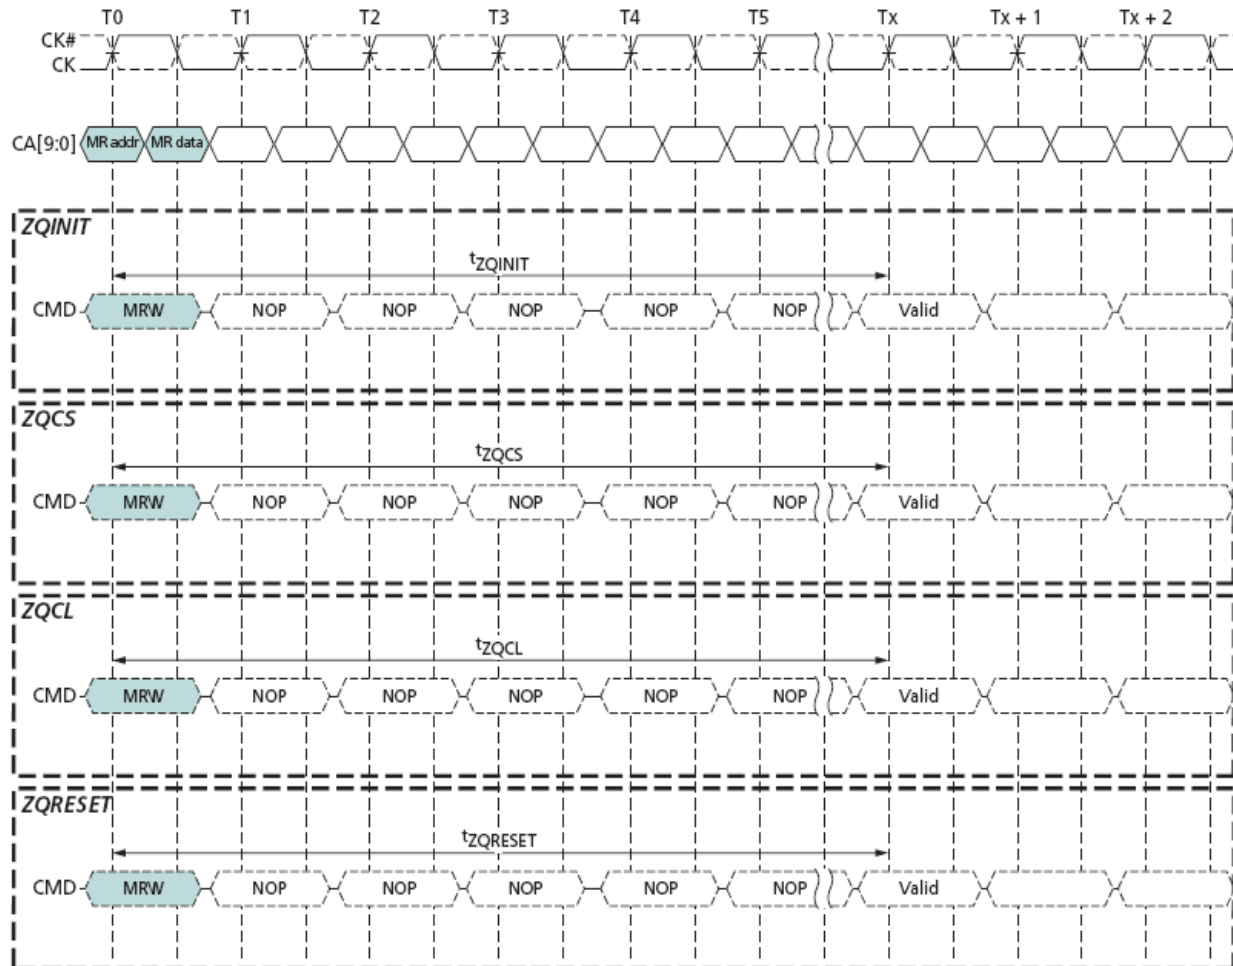 T0 T1 T2 T3 T4 T5 Tx Tx + 1 Tx + 2
CK#
CK
CA[9:0] MR addr MR data
ZQINIT
tZQINIT
CMD MRW NOP NOP NOP NOP NOP Valid
ZQCS
tZQCS
CMD MRW NOP NOP NOP NOP NOP Valid
ZQCL
tZQCL
CMD MRW NOP NOP NOP NOP NOP Valid
ZQRESET
tZQRESET
CMD MRW NOP NOP NOP NOP NOP Valid